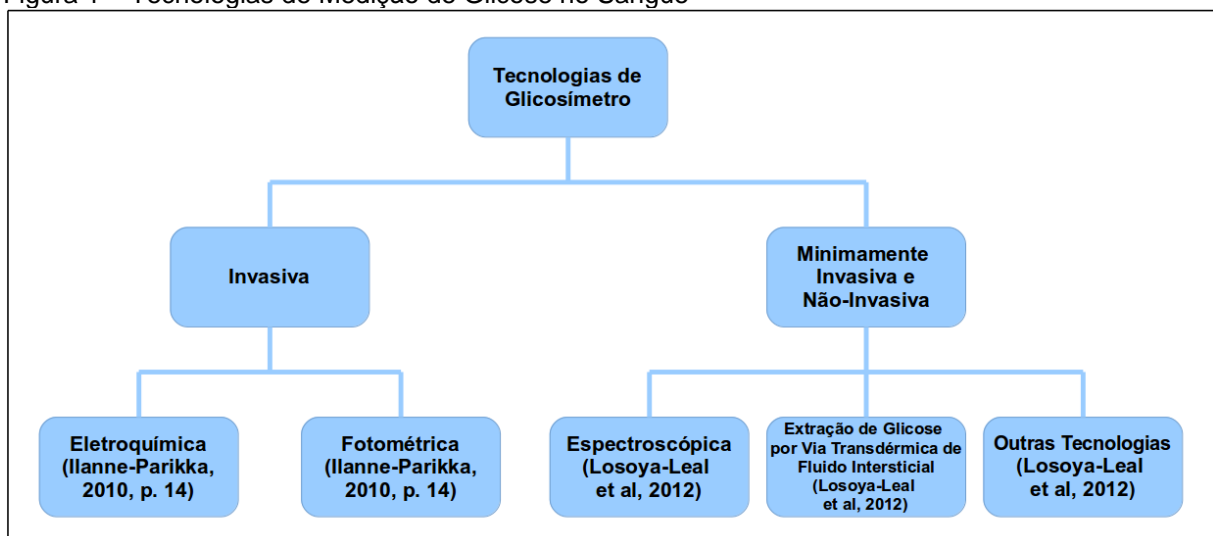 Figura 1 – Tecnologias de Medição de Glicose no Sangue
Tecnologias de
Glicosímetro
Invasiva
Minimamente
Invasiva e
Não-Invasiva
Eletroquímica
(Ilanne-Parikka,
2010, p. 14)
Fotométrica
(Ilanne-Parikka,
2010, p. 14)
Espectroscópica
(Losoya-Leal
et al, 2012)
Extração de Glicose
por Via Transdérmica de
Fluido Intersticial
(Losoya-Leal
et al, 2012)
Outras Tecnologias
(Losoya-Leal
et al, 2012)